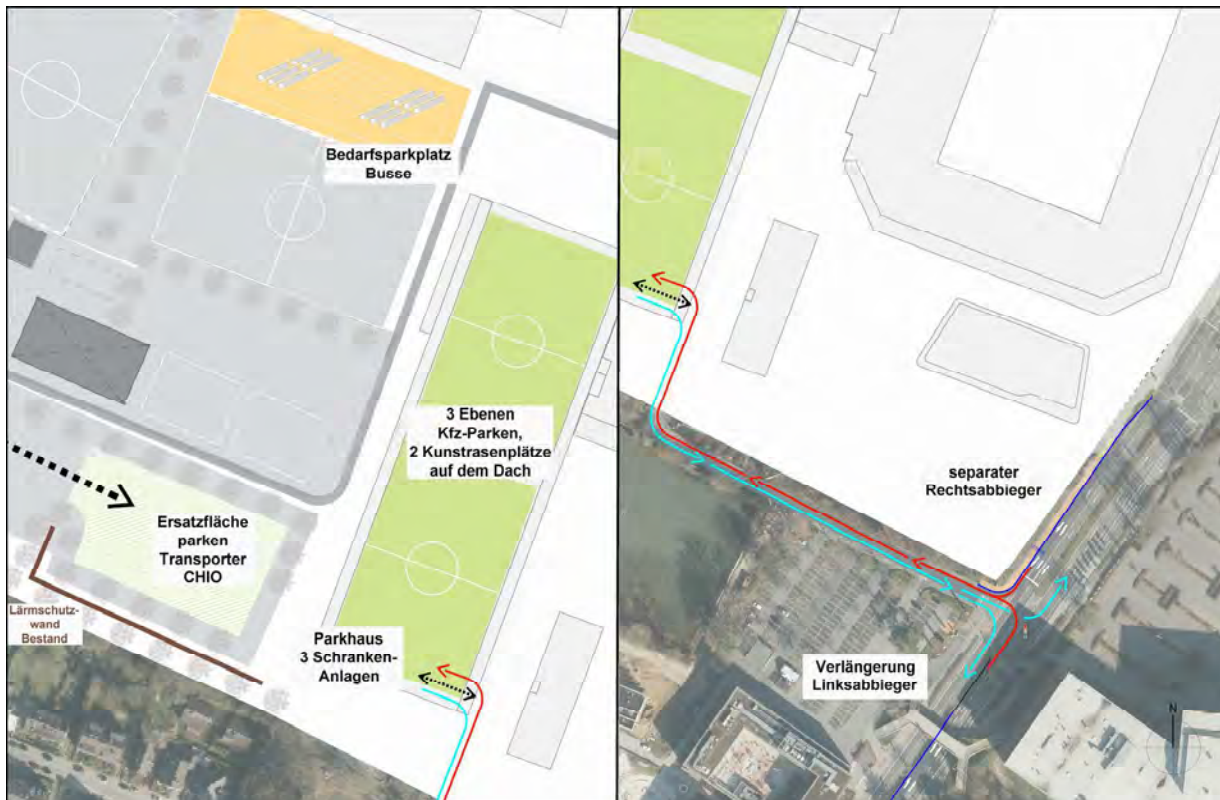 Bedarfsparkplatz
Busse
3 Ebenen
Kfz-Parken,
2 Kunstrasenplätze
auf dem Dach
Ersatzfläche
parken
Transporter
CHIO
Lärmschutz-
wand
Bestand
Parkhaus
3 Schranken-
Anlagen
separater
Rechtsabbieger
Verlängerung
Linksabbieger
N